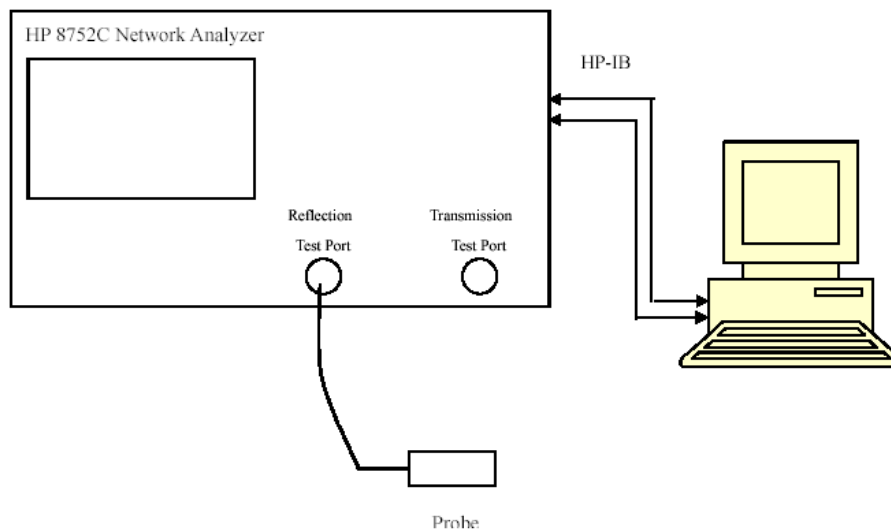 HP 8752C Network Analyzer
HP-IB
Reflection
Test Port
Transmission
Test Port
Probe